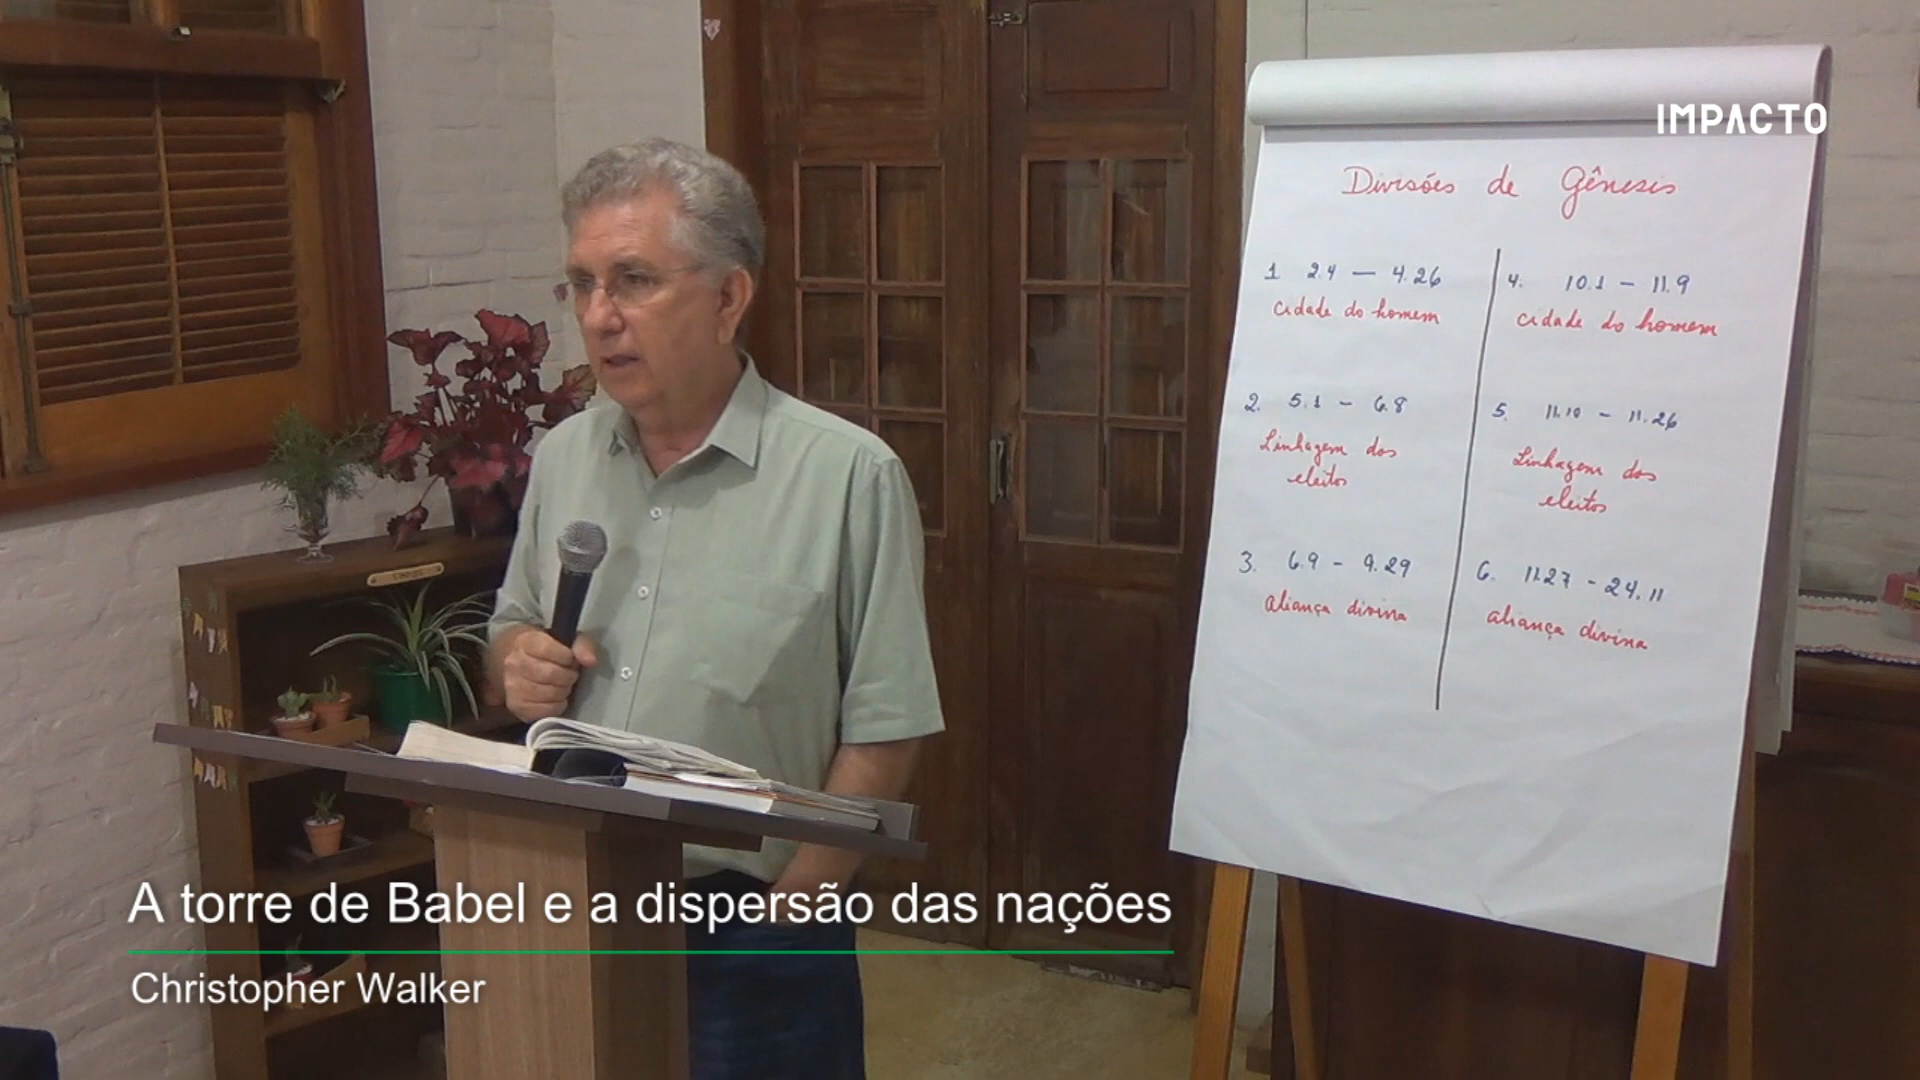 IMPACTO
Divisões de Gênesis
1. 2.4 — 4.26
cidade do homem
2. 5.1 - 6.8
Linhagem dos
eleitos
3. 6.9 - 9.29
aliança divina
4. 10.1 - 11.9
cidade do homem
5. 11.10 - 11.26
Linhagem dos
eleitos
6. 11.27 - 24.11
aliança divina
A torre de Babel e a dispersão das nações
Christopher Walker